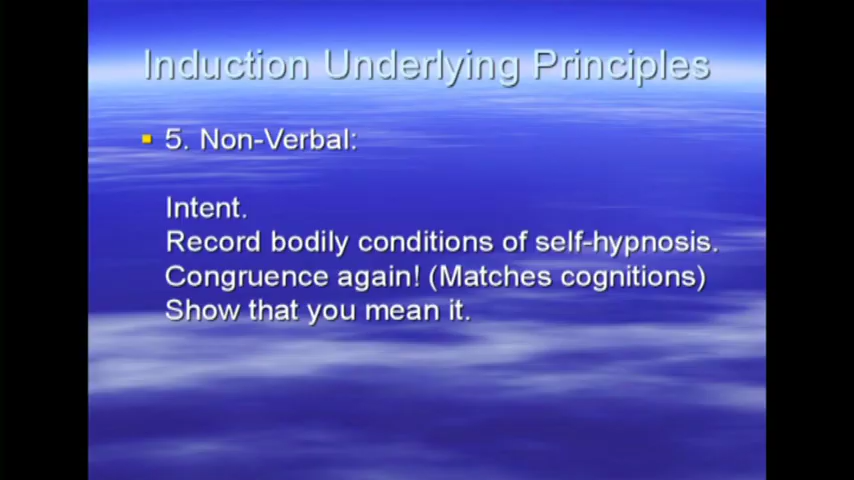 Induction Underlying Principles
5. Non-Verbal:
Intent.
Record bodily conditions of self-hypnosis.
Congruence again! (Matches cognitions)
Show that you mean it.